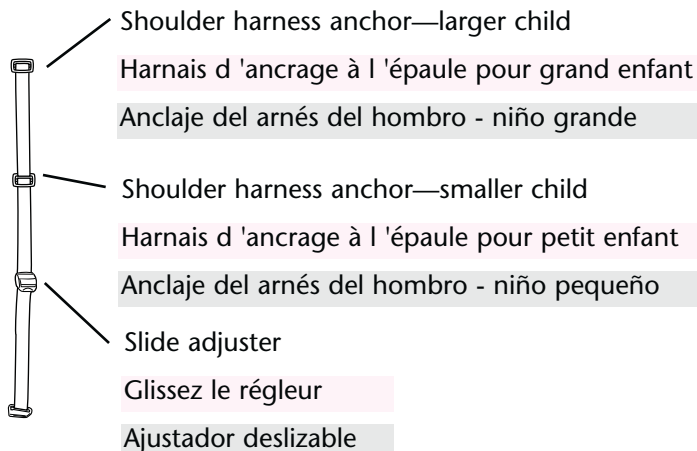 Shoulder harness anchor—larger child
Harnais d 'ancrage à l 'épaule pour grand enfant
Anclaje del arnés del hombro - niño grande
Shoulder harness anchor—smaller child
Harnais d 'ancrage à l 'épaule pour petit enfant
Anclaje del arnés del hombro - niño pequeño
Slide adjuster
Glissez le régleur
Ajustador deslizable